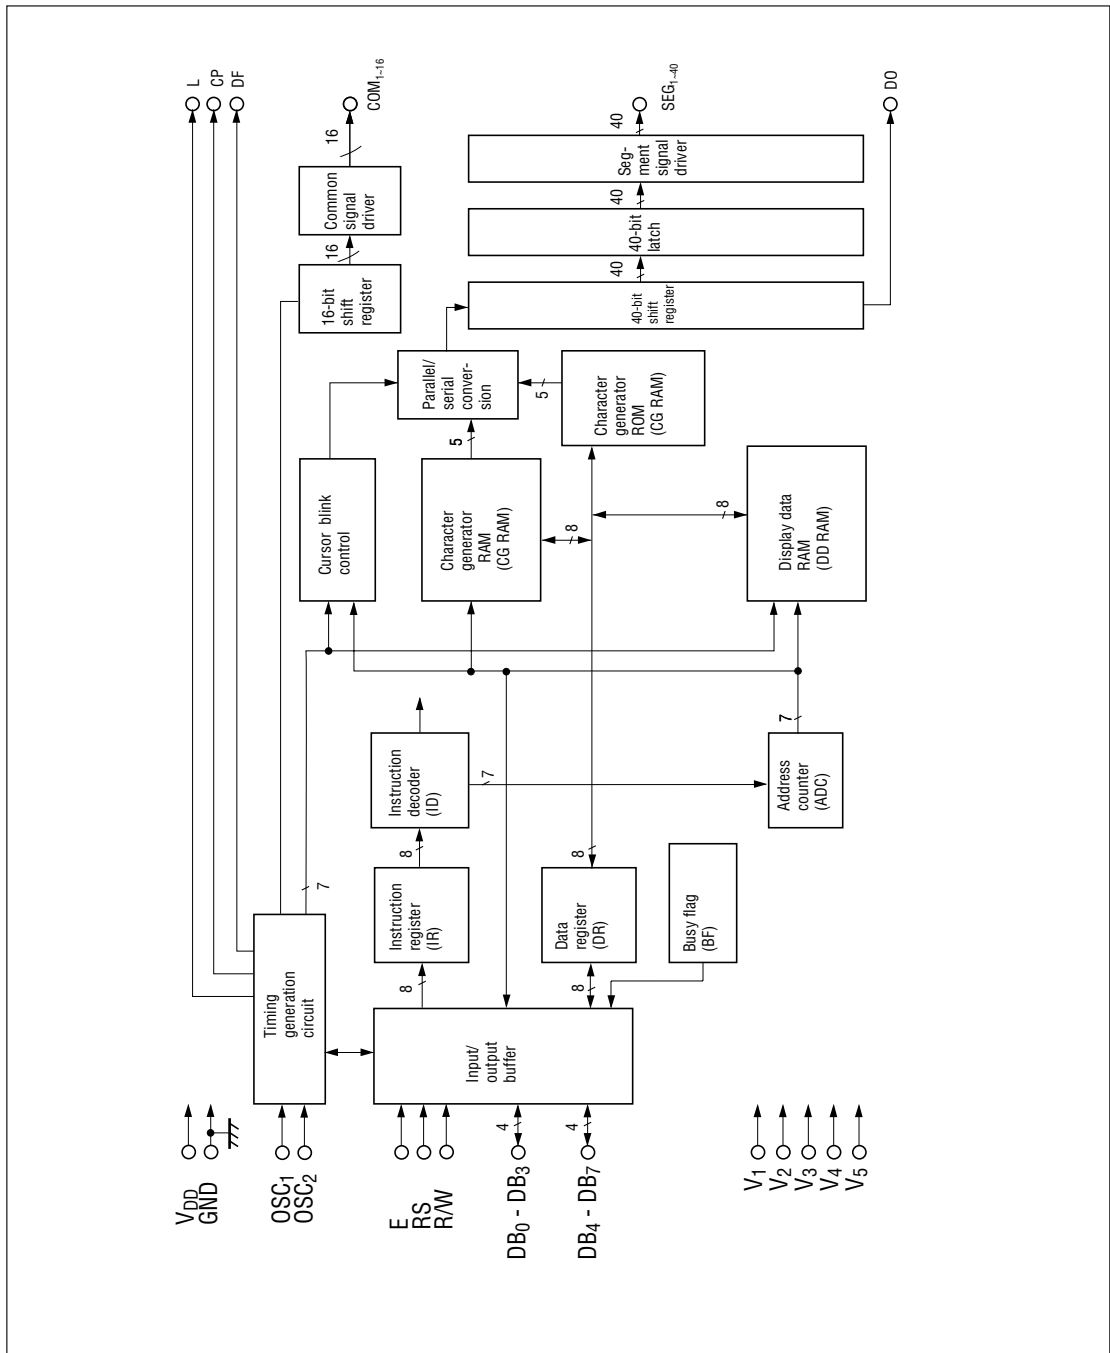 L
CP
DF
COM1~16
SEG1~40
DO
16
40
Common
signal
driver
Seg-
ment
signal
driver
16
40
40-bit
latch
16-bit
shift
register
40
40-bit
shift
register
Parallel/
serial
conver-
sion
5
5
Character
generator
ROM
(CG RAM)
Cursor blink
control
Character
generator
RAM
(CG RAM)
8
8
Display data
RAM
(DD RAM)
7
Instruction
decoder
(ID)
7
Address
counter
(ADC)
8
8
7
Instruction
register
(IR)
Data
register
(DR)
Busy flag
(BF)
8
8
Timing
generation
circuit
Input/
output
buffer
4
4
VDD
GND
OSC1
OSC2
E
RS
R/W
DB0 - DB3
DB4 - DB7
V1
V2
V3
V4
V5